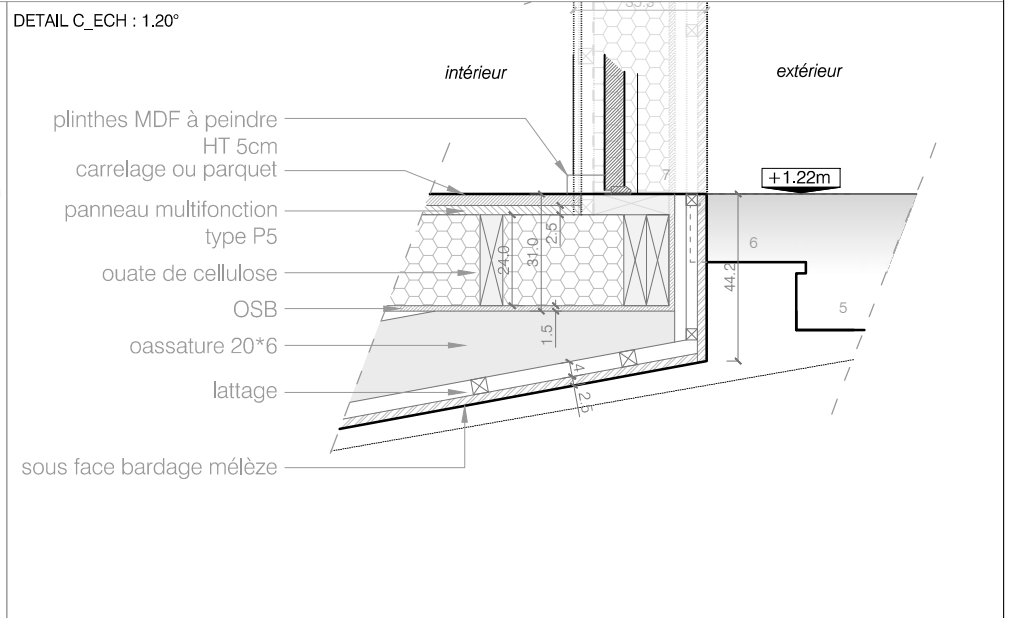 DETAIL C_ECH : 1.20°
35.9
intérieur
extérieur
plinthes MDF à peindre
HT 5cm
carrelage ou parquet
7
+1.22m
panneau multifonction
type P5
2.5
24.0
31.0
6
44.2
ouate de cellulose
OSB
5
1.5
oassature 20*6
4
2.5
lattage
sous face bardage mélèze